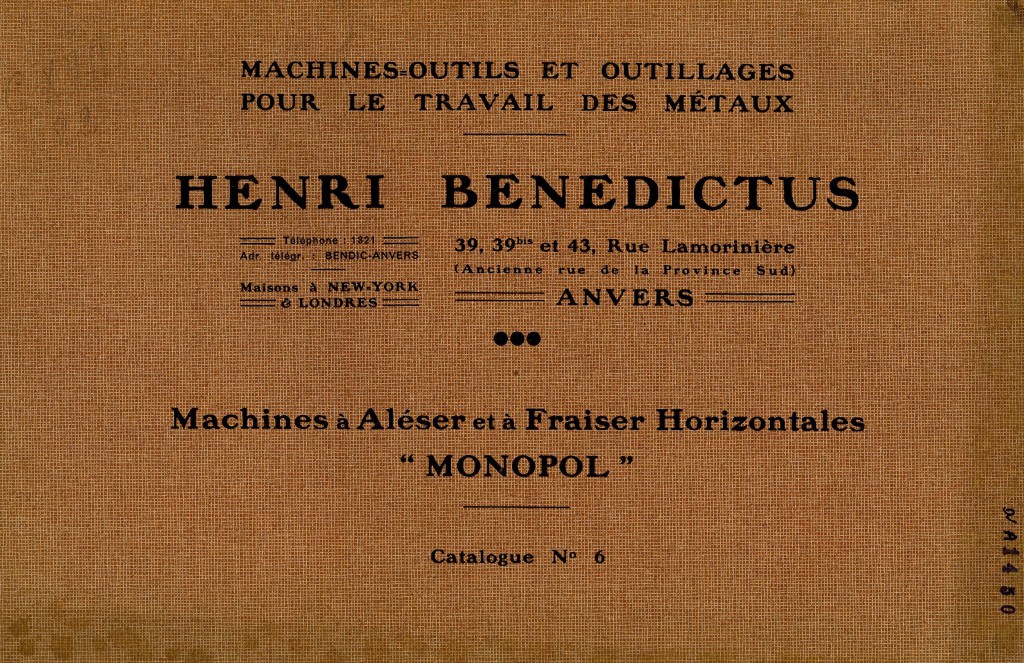 MACHINES-OUTILS ET OUTILLAGES
POUR LE TRAVAIL DES MÉTAUX
HENRI BENEDICTUS
Téléphone : 1821
Adr. télégr. : BENDIC-ANVERS
Maisons à NEW-YORK
& LONDRES
39, 39bis et 43, Rue Lamorinière
(Ancienne rue de la Province Sud)
ANVERS
Machines à Aléser et à Fraiser Horizontales
“ MONOPOL ”
Catalogue No 6